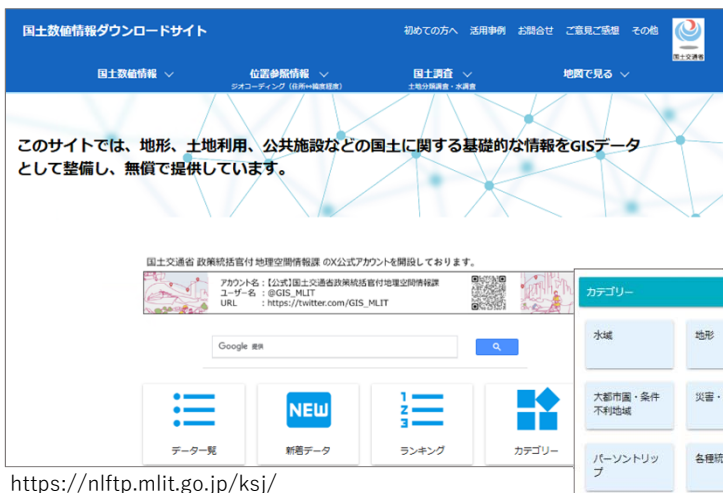 国土数値情報ダウンロードサイト
初めての方へ 活用事例 お問合せ ご意見ご感想 その他
国土交通省
国土数値情報
位置参照情報
ジオコーディング（住所⇔緯度経度）
国土調査
土地分類調査・水調査
地図で見る
このサイトでは、地形、土地利用、公共施設などの国土に関する基礎的な情報をGISデータ
として整備し、無償で提供しています。
国土交通省 政策統括官付 地理空間情報課 のX公式アカウントを開設しております。
アカウント名：【公式】国土交通省政策統括官付地理空間情報課
ユーザー名 ：@GIS_MLIT
URL ：https://twitter.com/GIS_MLIT
Google 提供
NEW
1
2
3
データ一覧
新着データ
ランキング
カテゴリー
カテゴリー
水域
地形
大都市圏・条件
不利地域
災害・
パーソントリッ
プ
各種統
https://nlftp.mlit.go.jp/ksj/